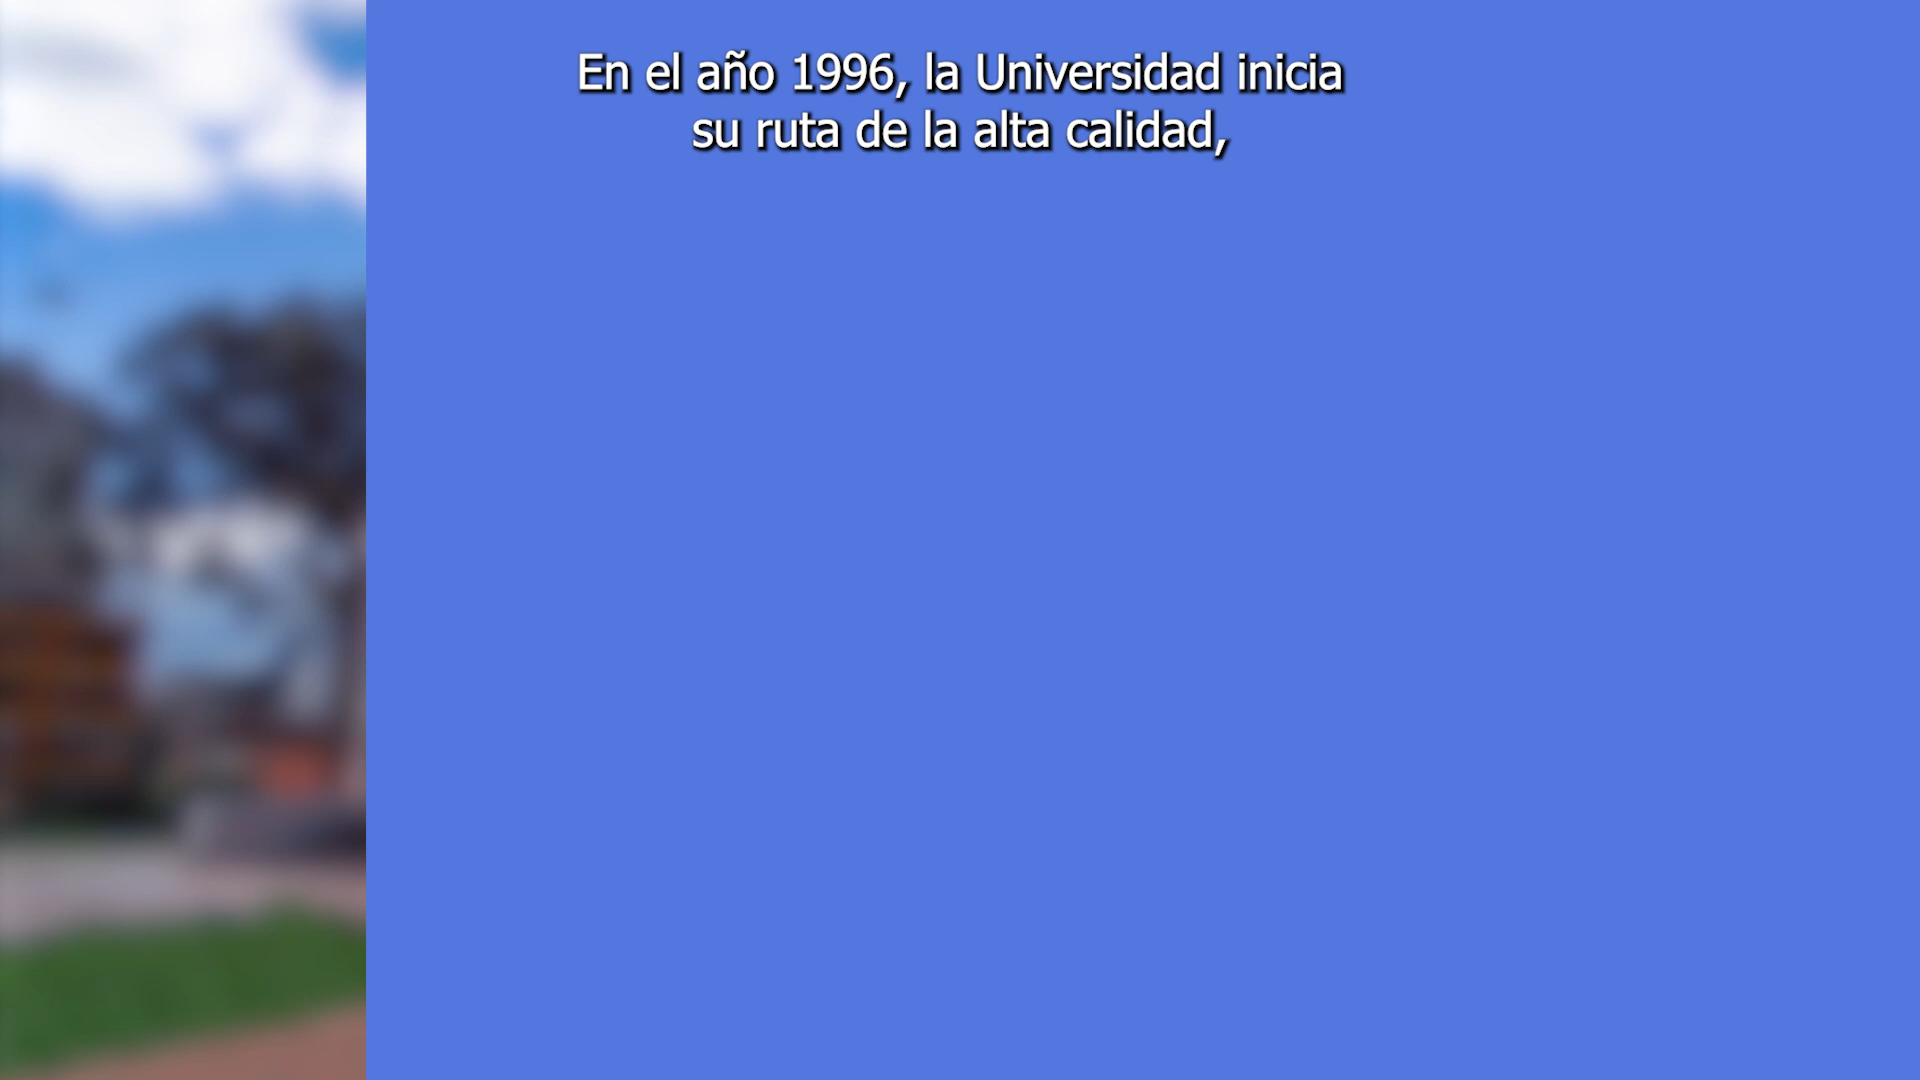 En el año 1996, la Universidad inicia
su ruta de la alta calidad,